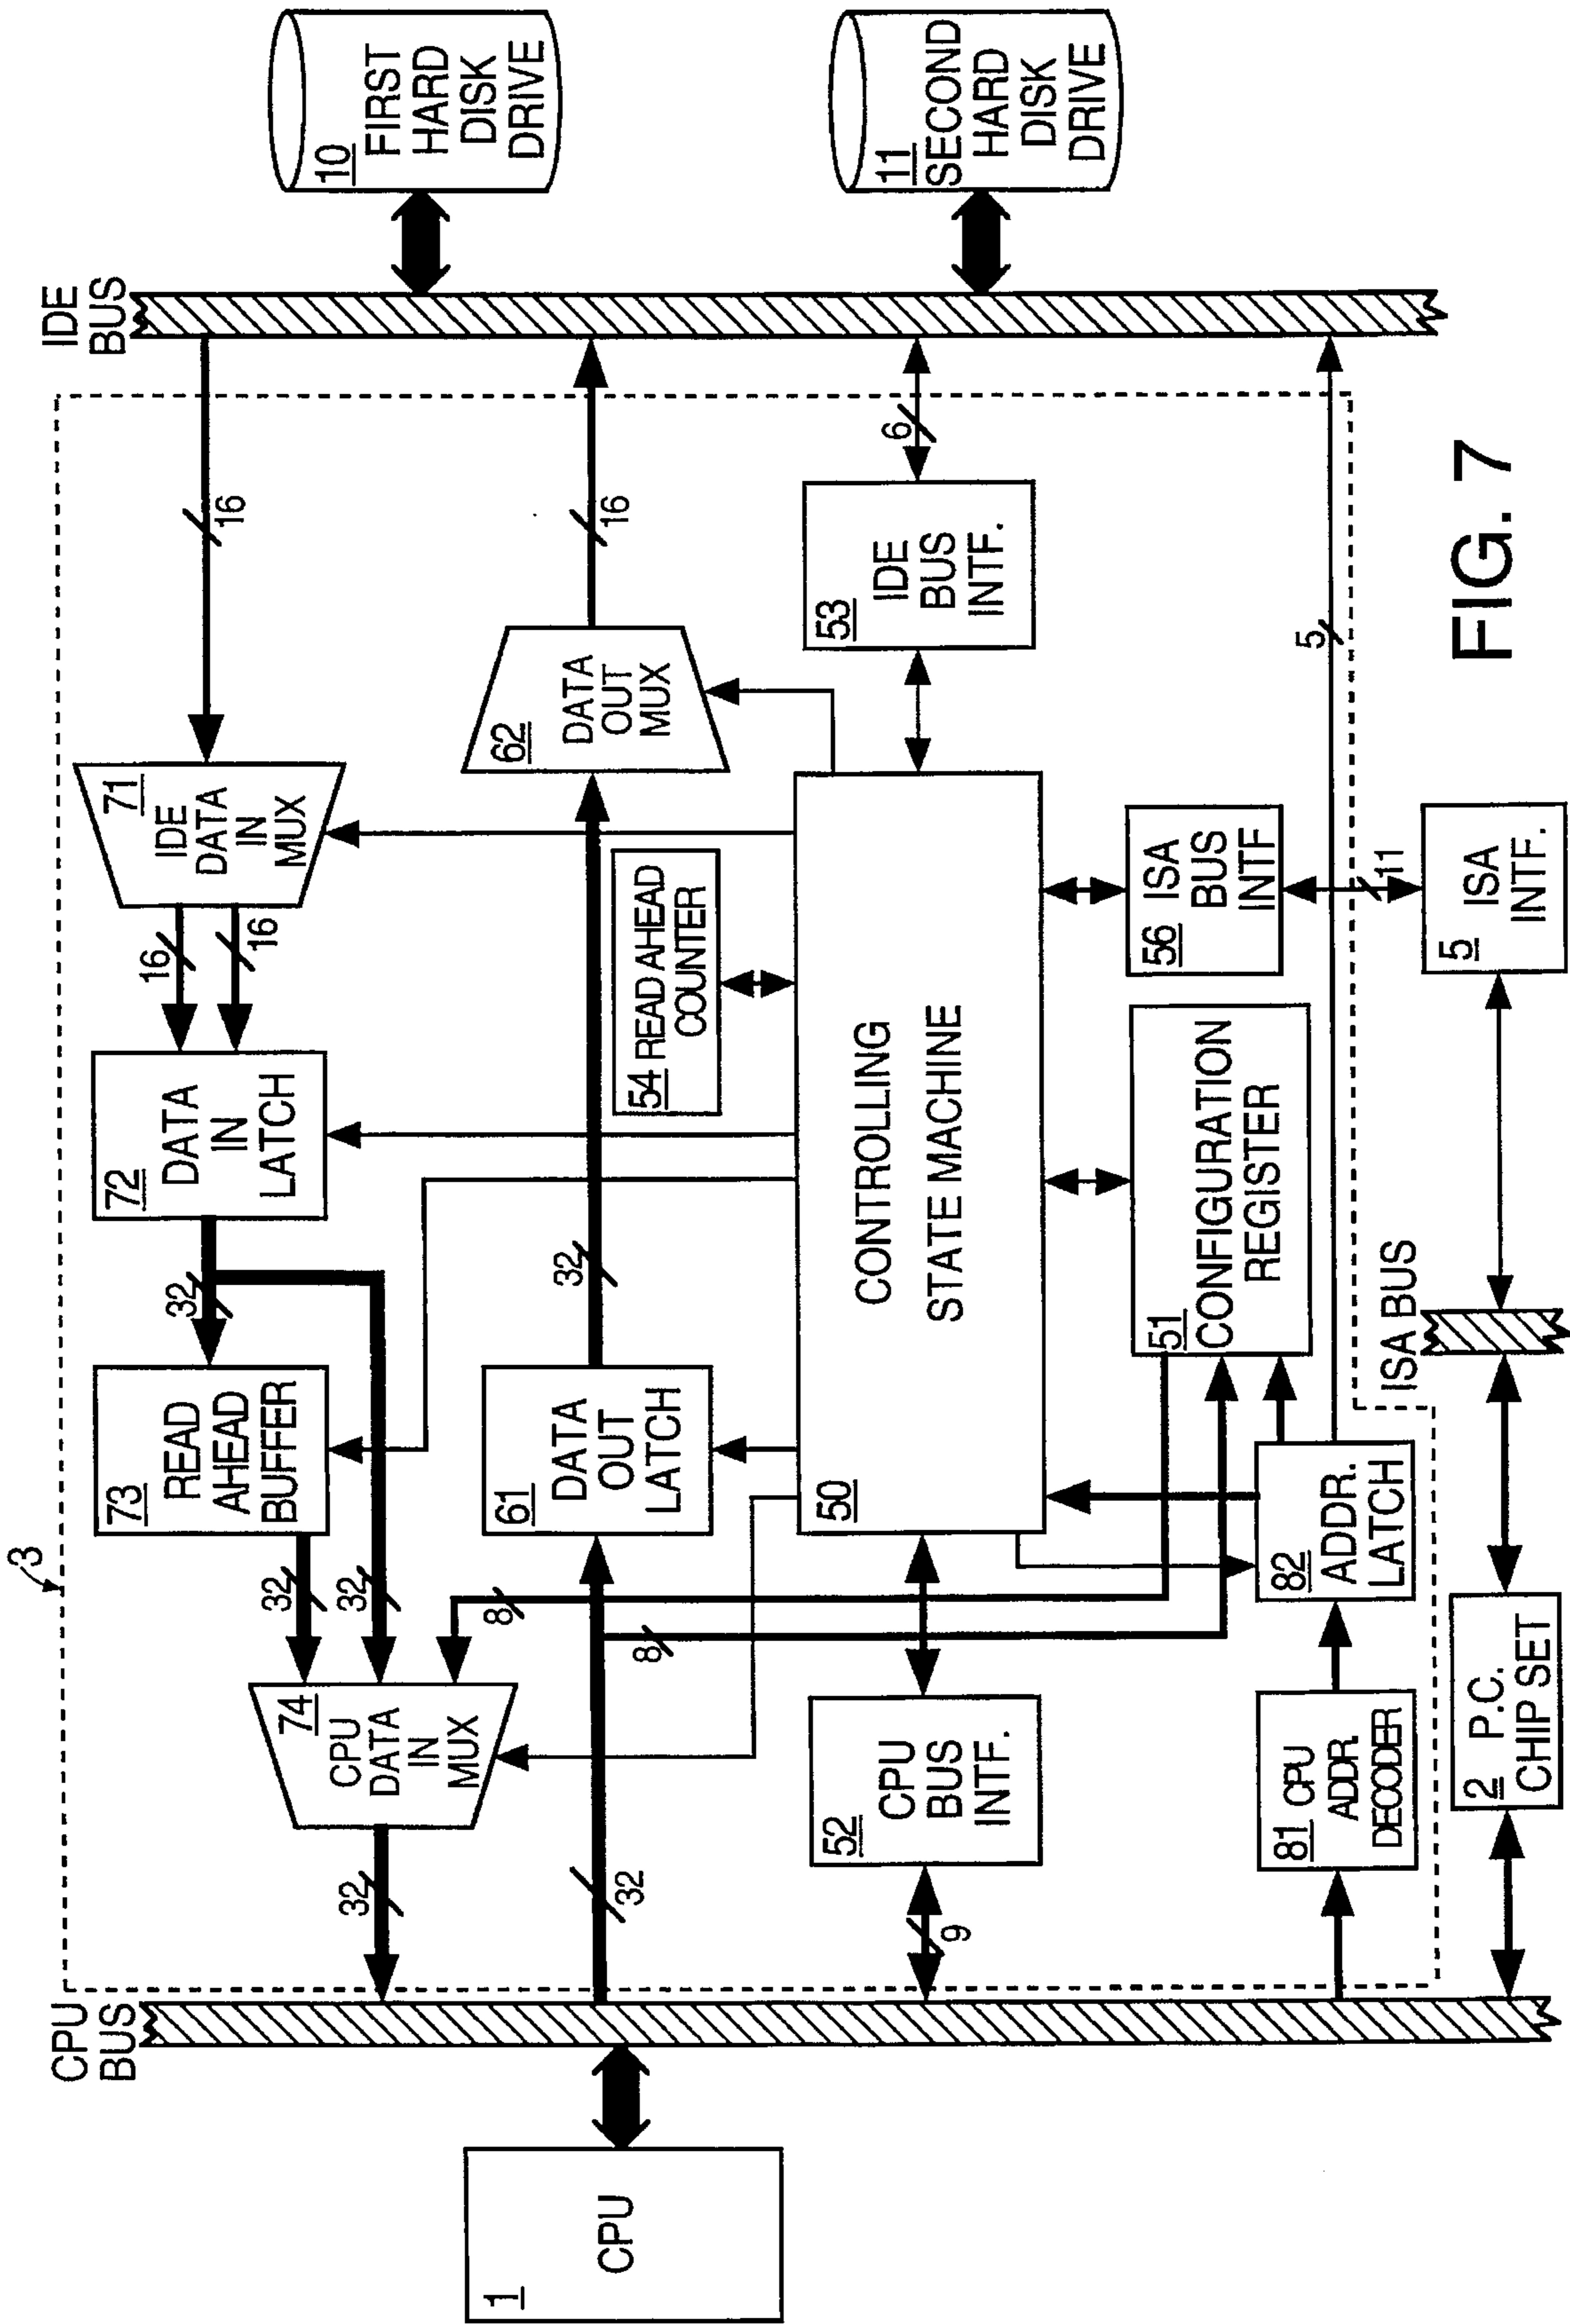 3
CPU
BUS
IDE
BUS
1
CPU
10
FIRST
HARD
DISK
DRIVE
11
SECOND
HARD
DISK
DRIVE
74
CPU
DATA
IN
MUX
32
32
32
8
8
32
73
READ
AHEAD
BUFFER
32
72
DATA
IN
LATCH
16
16
71
IDE
DATA
IN
MUX
16
61
DATA
OUT
LATCH
32
54 READ AHEAD
COUNTER
62
DATA
OUT
MUX
16
52
CPU
BUS
INTF.
9
50
CONTROLLING
STATE MACHINE
53
IDE
BUS
INTF.
6
81 CPU
ADDR.
DECODER
82
ADDR.
LATCH
51
CONFIGURATION
REGISTER
56 ISA
BUS
INTF
11
5
2 P.C.
CHIP SET
ISA BUS
5 ISA
INTF.
FIG. 7